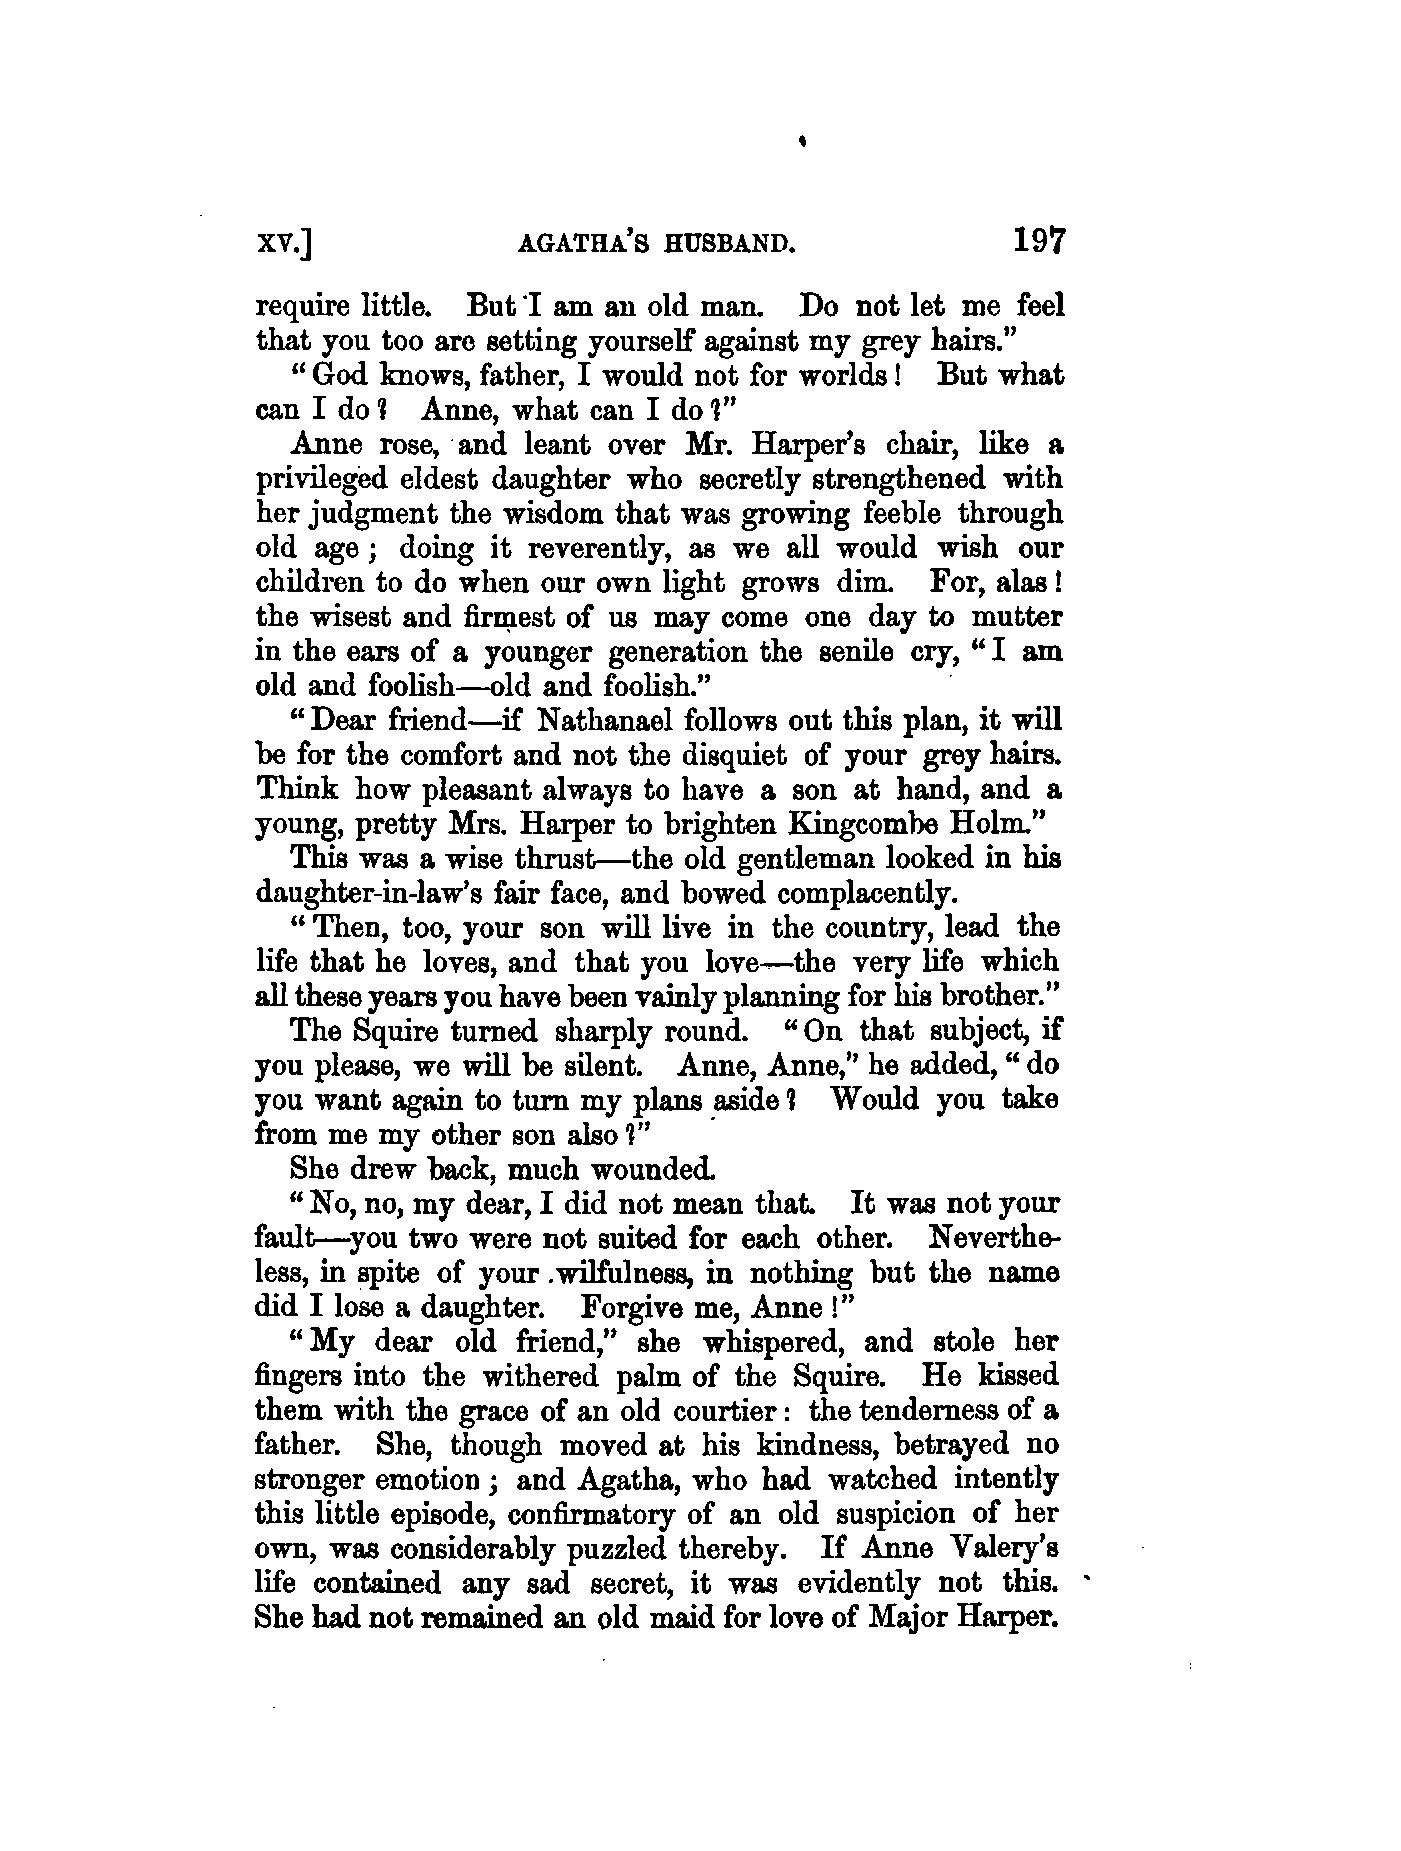 XV.] AGATHA'S HUSBAND. 197
require little. But I am an old man. Do not let me feel
that you too are setting yourself against my grey hairs."
"God knows, father, I would not for worlds! But what
can I do? Anne, what can I do?"
Anne rose, and leant over Mr. Harper's chair, like a
privileged eldest daughter who secretly strengthened with
her judgment the wisdom that was growing feeble through
old age; doing it reverently, as we all would wish our
children to do when our own light grows dim. For, alas!
the wisest and firmest of us may come one day to mutter
in the ears of a younger generation the senile cry, "I am
old and foolish—old and foolish."
"Dear friend—if Nathanael follows out this plan, it will
be for the comfort and not the disquiet of your grey hairs.
Think how pleasant always to have a son at hand, and a
young, pretty Mrs. Harper to brighten Kingcombe Holm."
This was a wise thrust—the old gentleman looked in his
daughter-in-law's fair face, and bowed complacently.
"Then, too, your son will live in the country, lead the
life that he loves, and that you love—the very life which
all these years you have been vainly planning for his brother."
The Squire turned sharply round. "On that subject, if
you please, we will be silent. Anne, Anne," he added, "do
you want again to turn my plans aside? Would you take
from me my other son also?"
She drew back, much wounded.
"No, no, my dear, I did not mean that. It was not your
fault—you two were not suited for each other. Neverthe-
less, in spite of your wilfulness, in nothing but the name
did I lose a daughter. Forgive me, Anne!"
"My dear old friend," she whispered, and stole her
fingers into the withered palm of the Squire. He kissed
them with the grace of an old courtier: the tenderness of a
father. She, though moved at his kindness, betrayed no
stronger emotion; and Agatha, who had watched intently
this little episode, confirmatory of an old suspicion of her
own, was considerably puzzled thereby. If Anne Valery's
life contained any sad secret, it was evidently not this.
She had not remained an old maid for love of Major Harper.